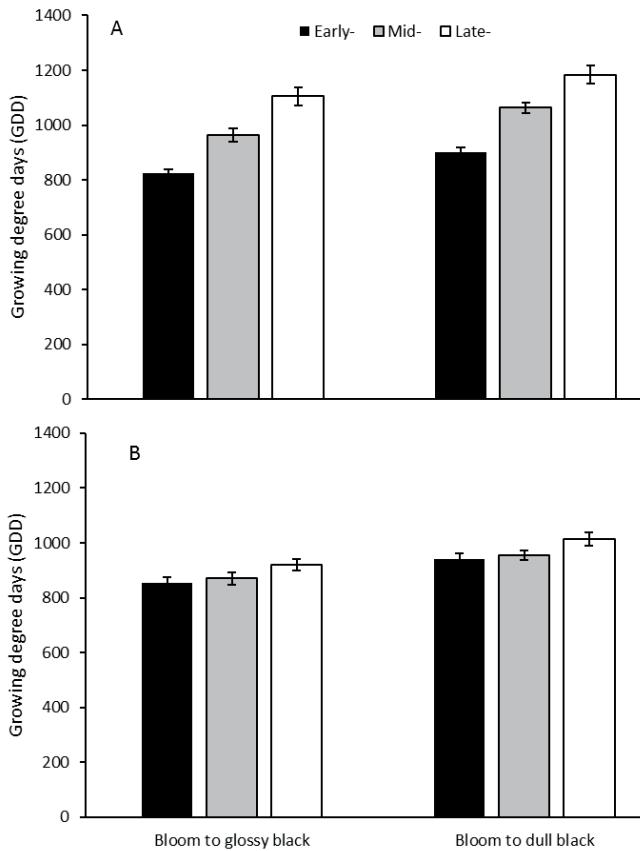 A
Early- Mid- Late-
Growing degree days (GDD)
1400
1200
1000
800
600
400
200
0
B
Growing degree days (GDD)
1400
1200
1000
800
600
400
200
0
Bloom to glossy black Bloom to dull black